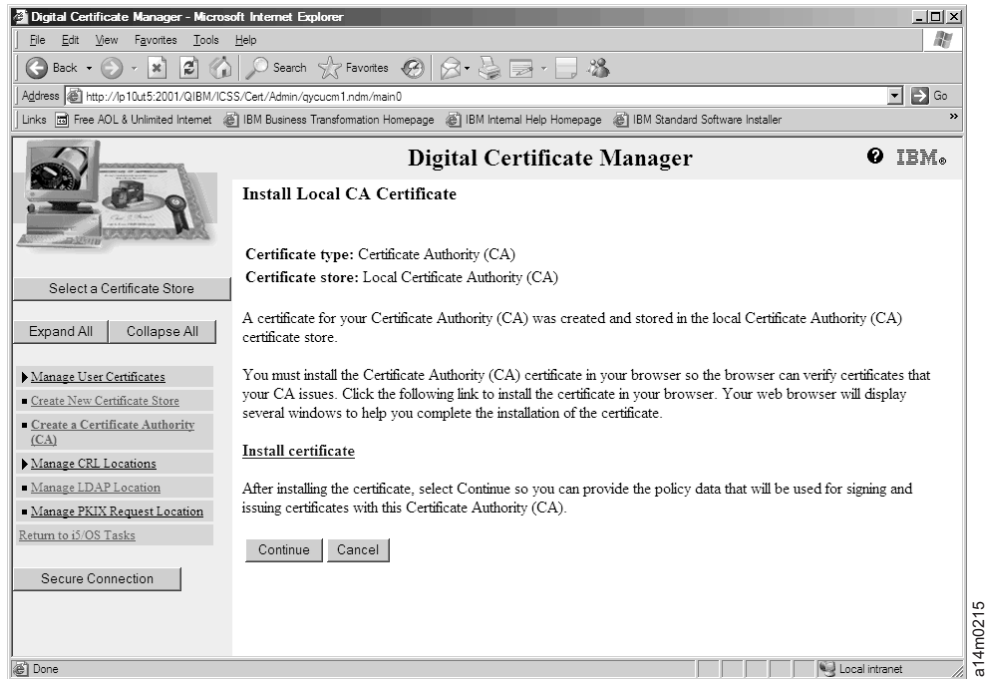 Digital Certificate Manager - Microsoft Internet Explorer
File Edit View Favorites Tools Help
Back Search Favorites
Address http://lp10ut5:2001/QIBM/ICSS/Cert/Admin/qycucm1.ndm/main0 Go
Links Free AOL & Unlimited Internet IBM Business Transformation Homepage IBM Internal Help Homepage IBM Standard Software Installer »
Digital Certificate Manager
? IBM®
Select a Certificate Store
Expand All Collapse All
Manage User Certificates
Create New Certificate Store
Create a Certificate Authority
(CA)
Manage CRL Locations
Manage LDAP Location
Manage PKIX Request Location
Return to i5/OS Tasks
Secure Connection
Install Local CA Certificate
Certificate type: Certificate Authority (CA)
Certificate store: Local Certificate Authority (CA)
A certificate for your Certificate Authority (CA) was created and stored in the local Certificate Authority (CA)
certificate store.
You must install the Certificate Authority (CA) certificate in your browser so the browser can verify certificates that
your CA issues. Click the following link to install the certificate in your browser. Your web browser will display
several windows to help you complete the installation of the certificate.
Install certificate
After installing the certificate, select Continue so you can provide the policy data that will be used for signing and
issuing certificates with this Certificate Authority (CA).
Continue Cancel
Done Local intranet
a14m0215